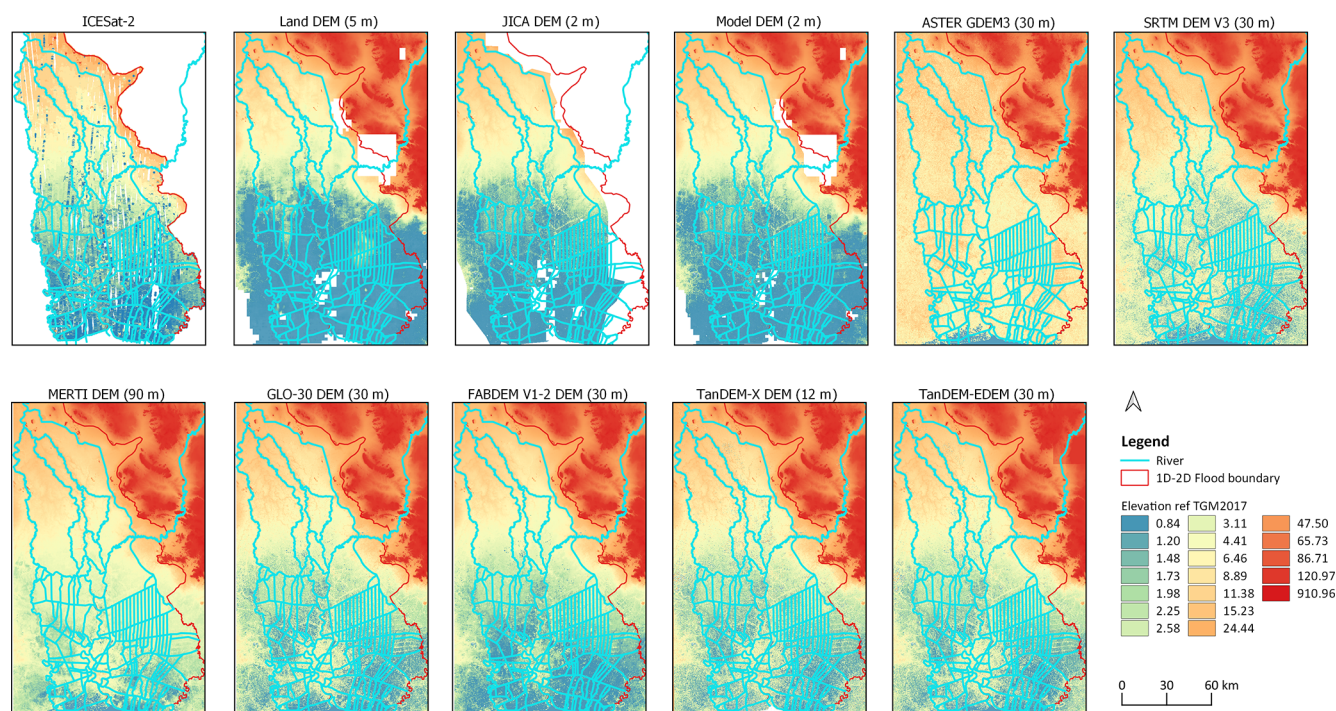 ICESat-2
Land DEM (5 m)
JICA DEM (2 m)
Model DEM (2 m)
ASTER GDEM3 (30 m)
SRTM DEM V3 (30 m)
MERTI DEM (90 m)
GLO-30 DEM (30 m)
FABDEM V1-2 DEM (30 m)
TanDEM-X DEM (12 m)
TanDEM-EDEM (30 m)
Legend
River
1D-2D Flood boundary
Elevation ref TGM2017
0.84 3.11 47.50
1.20 4.41 65.73
1.48 6.46 86.71
1.73 8.89 120.97
1.98 11.38 910.96
2.25 15.23
2.58 24.44
0 30 60 km